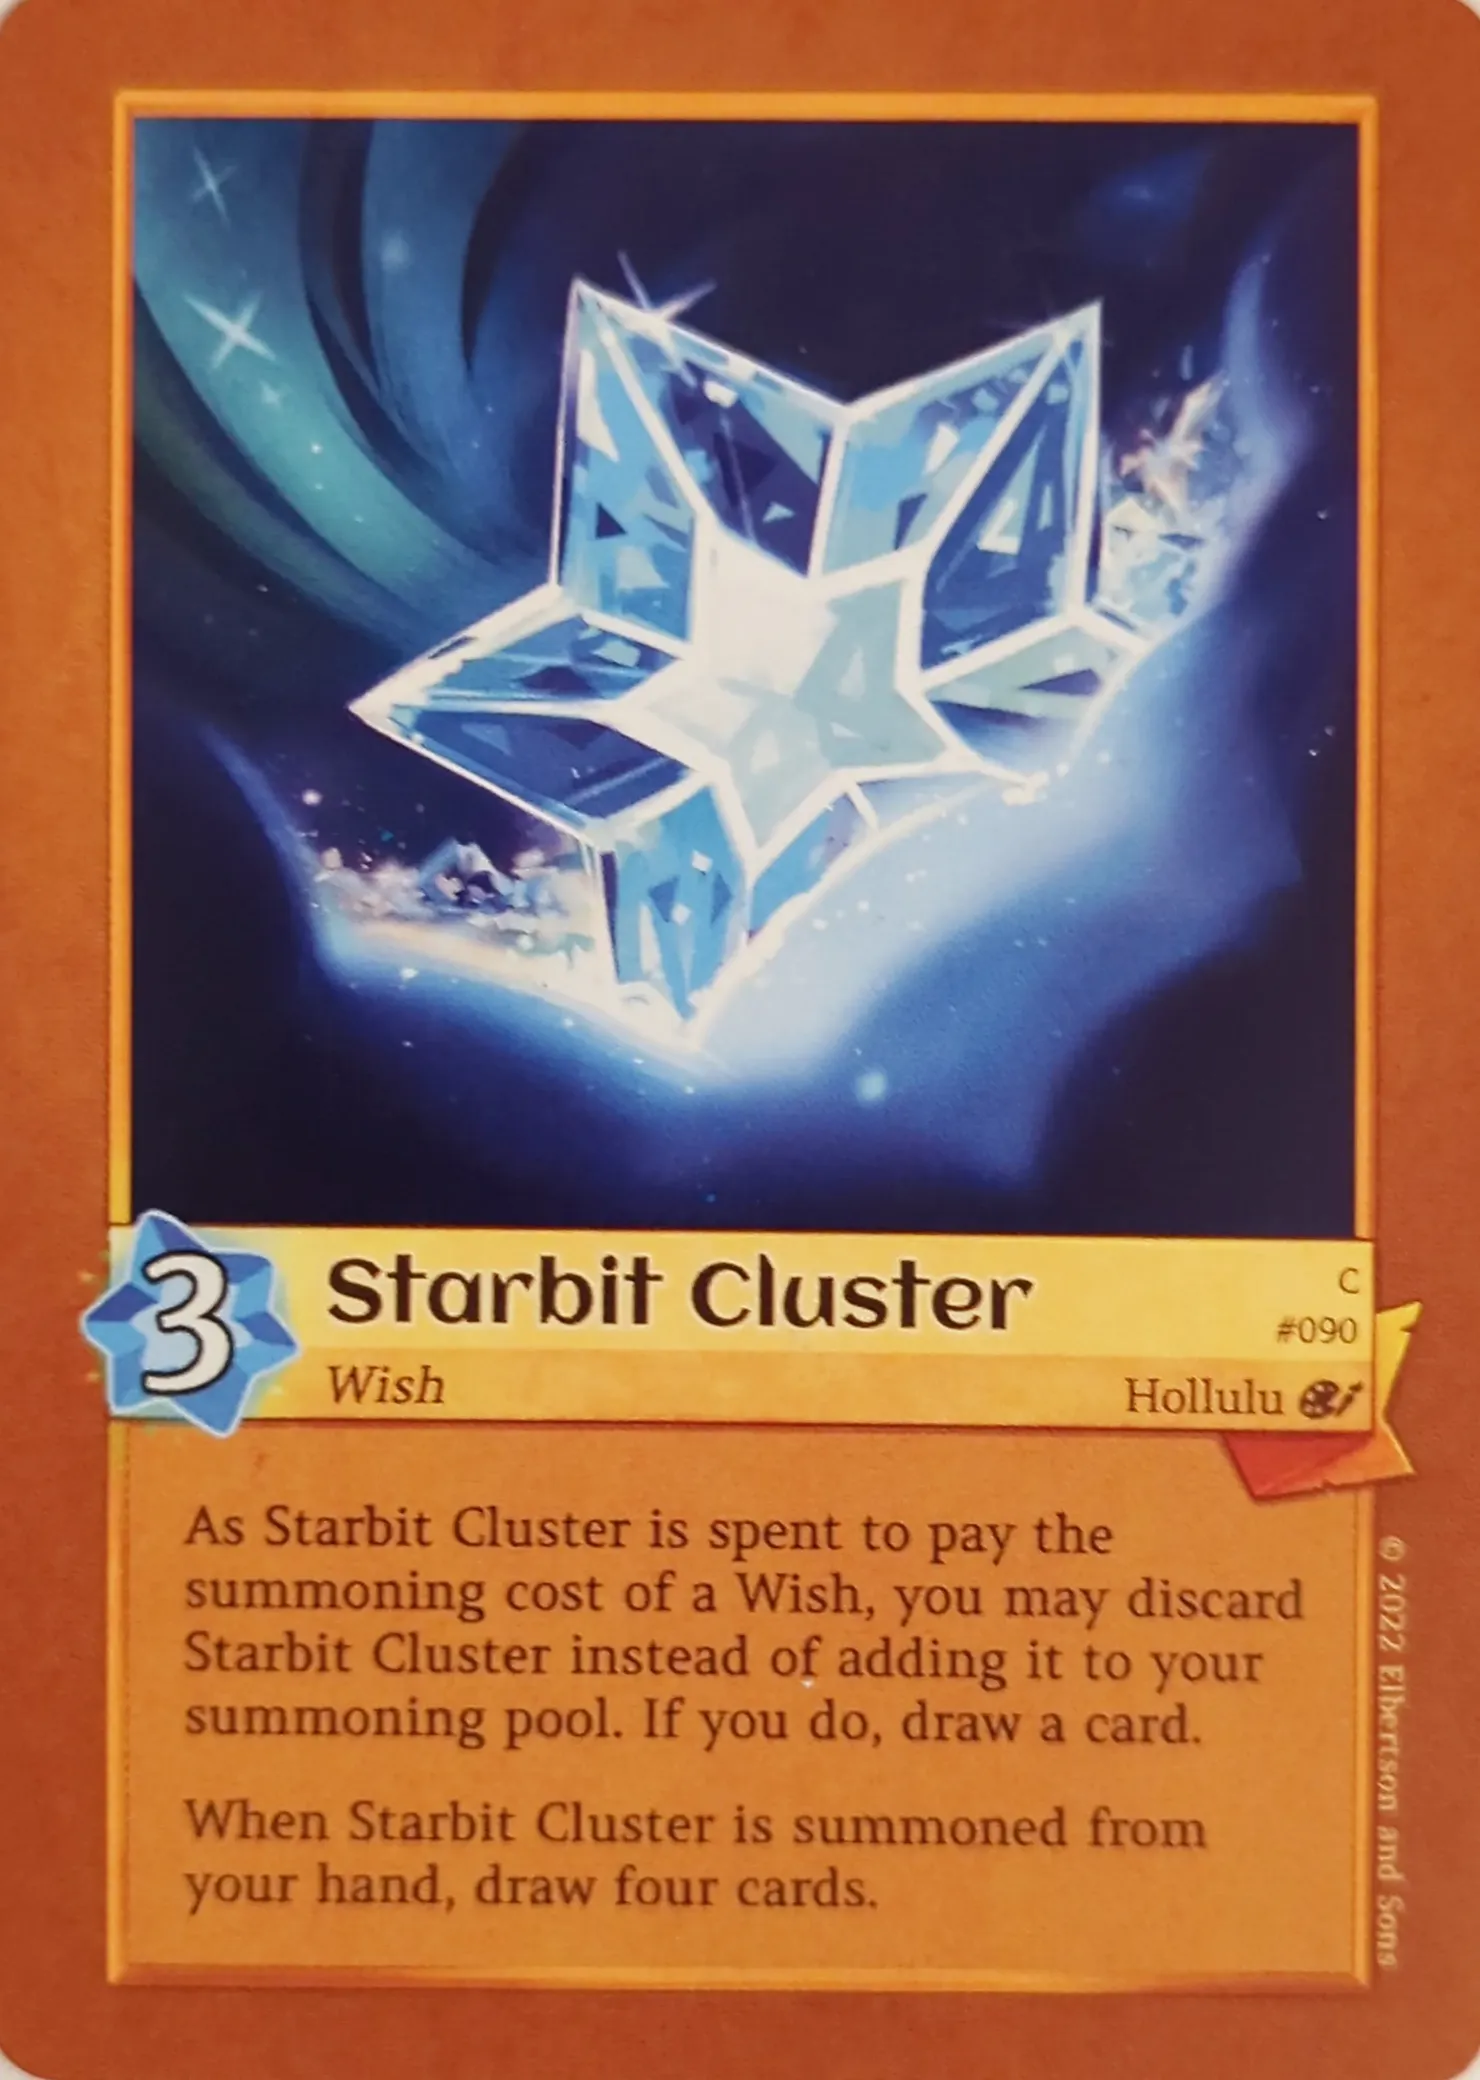 3
Starbit Cluster
C
#090
Wish
Hollulu
As Starbit Cluster is spent to pay the
summoning cost of a Wish, you may discard
Starbit Cluster instead of adding it to your
summoning pool. If you do, draw a card.
When Starbit Cluster is summoned from
your hand, draw four cards.
© 2022 Elbertson and Sons